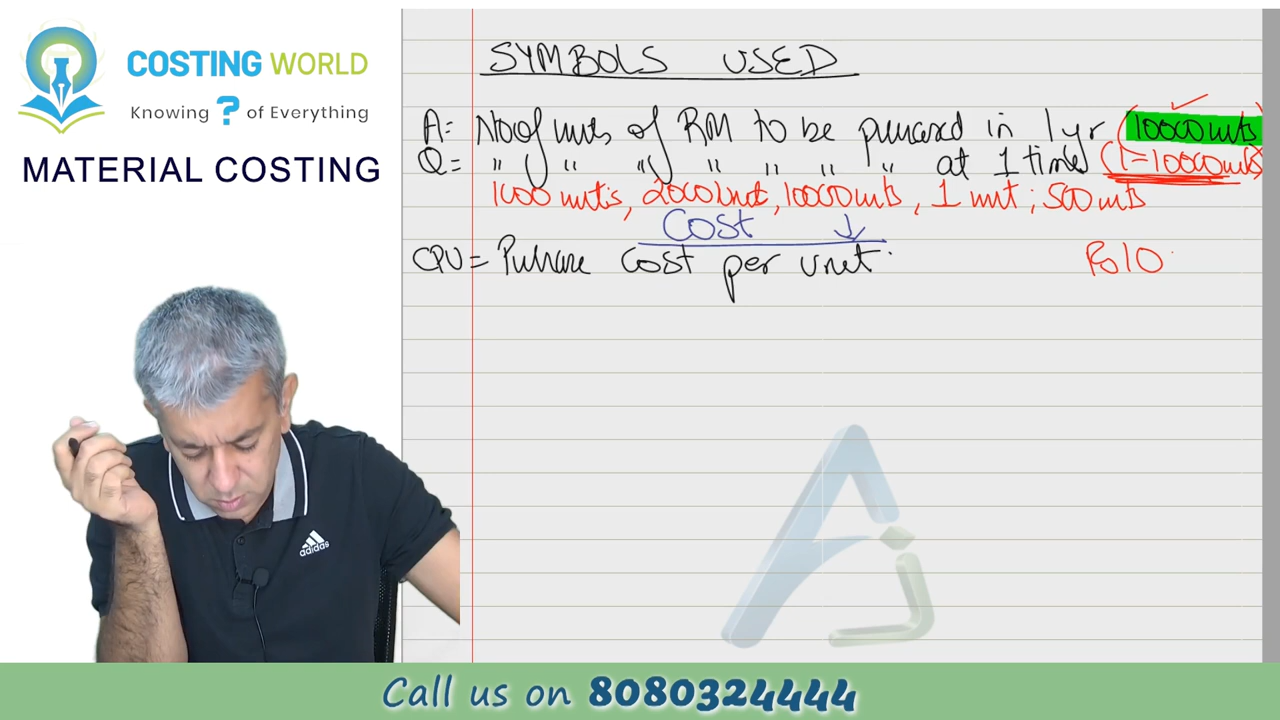 COSTING WORLD
Knowing ? of Everything
MATERIAL COSTING
SYMBOLS USED
A= No of units of RM to be purchased in 1 yr (10000 units)
Q= " " " " " " " " at 1 time (1–10000 units)
1000 units, 2000 unit, 10000 units, 1 unit; 500 units
COST ↓
CPU = Purchase cost per unit.
Rs 10
adidas
Call us on 8080324444